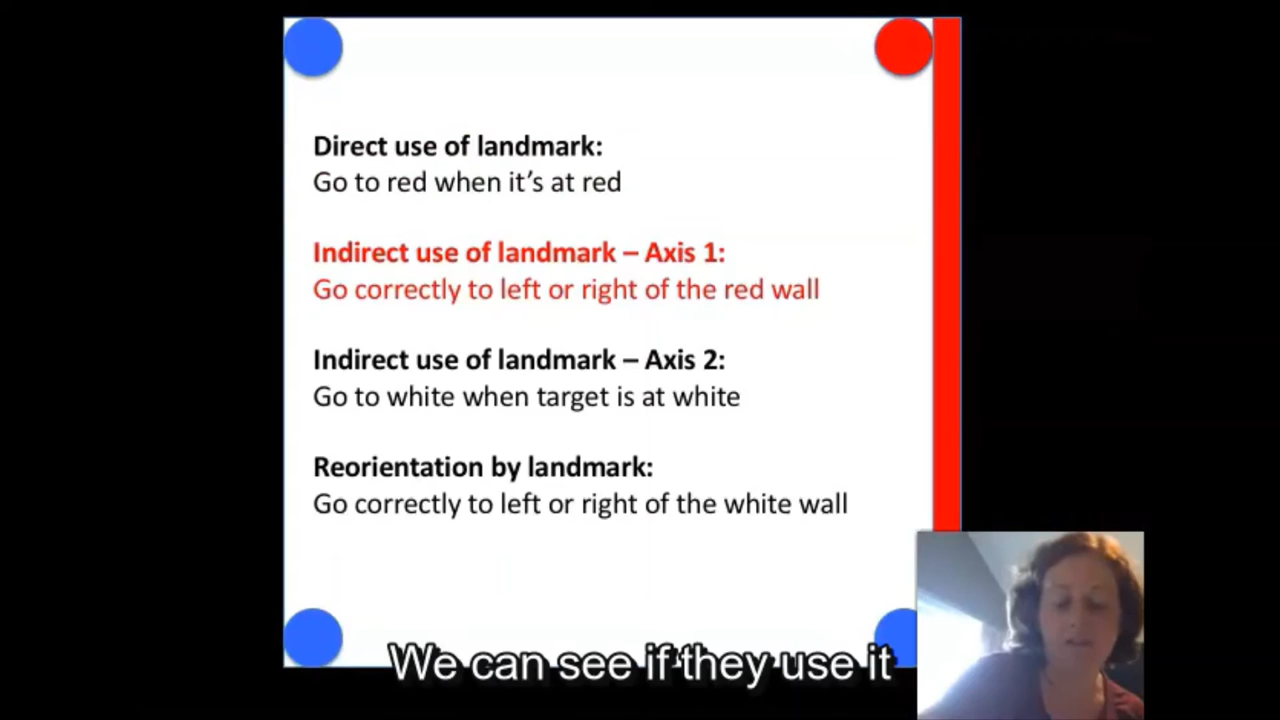 Direct use of landmark:
Go to red when it’s at red
Indirect use of landmark – Axis 1:
Go correctly to left or right of the red wall
Indirect use of landmark – Axis 2:
Go to white when target is at white
Reorientation by landmark:
Go correctly to left or right of the white wall
We can see if they use it